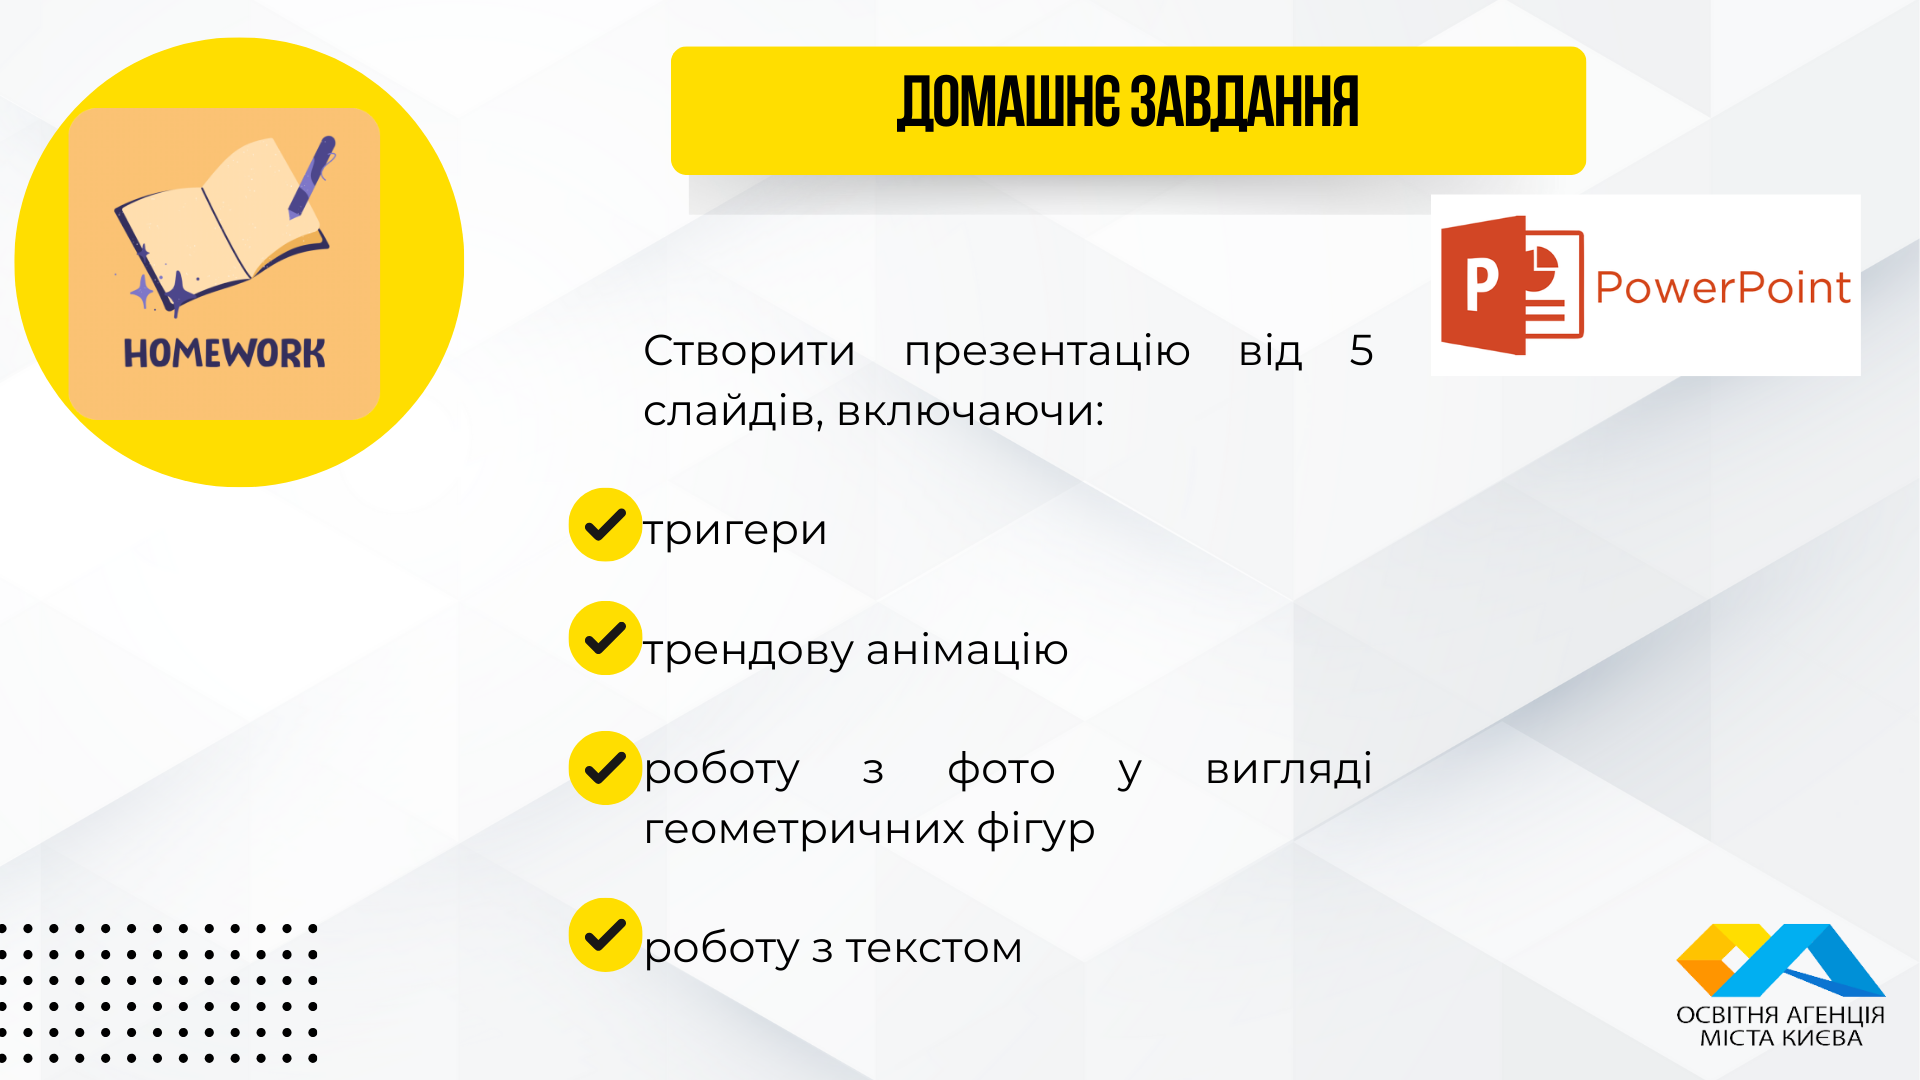 ДОМАШНЄ ЗАВДАННЯ
HOMEWORK
P PowerPoint
Створити презентацію від 5
слайдів, включаючи:
тригери
трендову анімацію
роботу з фото у вигляді
геометричних фігур
роботу з текстом
ОСВІТНЯ АГЕНЦІЯ
МІСТА КИЄВА